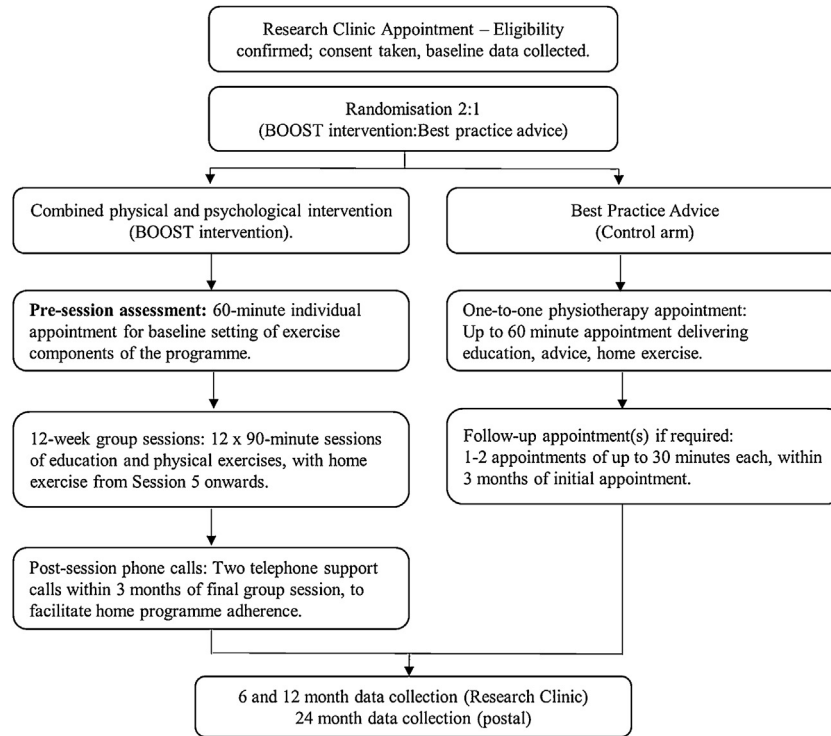 Research Clinic Appointment – Eligibility
confirmed; consent taken, baseline data collected.
Randomisation 2:1
(BOOST intervention:Best practice advice)
Combined physical and psychological intervention
(BOOST intervention).
Best Practice Advice
(Control arm)
Pre-session assessment: 60-minute individual
appointment for baseline setting of exercise
components of the programme.
One-to-one physiotherapy appointment:
Up to 60 minute appointment delivering
education, advice, home exercise.
12-week group sessions: 12 x 90-minute sessions
of education and physical exercises, with home
exercise from Session 5 onwards.
Follow-up appointment(s) if required:
1-2 appointments of up to 30 minutes each, within
3 months of initial appointment.
Post-session phone calls: Two telephone support
calls within 3 months of final group session, to
facilitate home programme adherence.
6 and 12 month data collection (Research Clinic)
24 month data collection (postal)